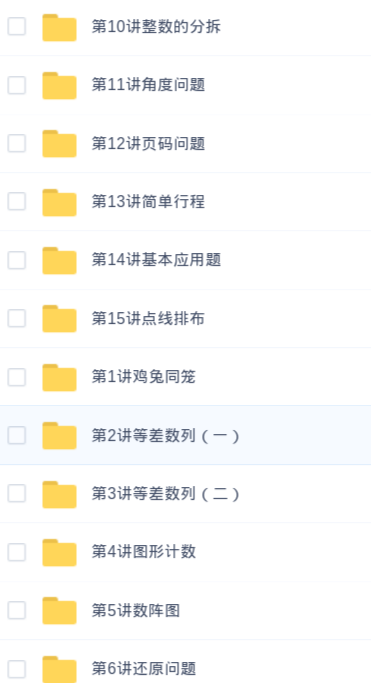 第10讲整数的分拆
第11讲角度问题
第12讲页码问题
第13讲简单行程
第14讲基本应用题
第15讲点线排布
第1讲鸡兔同笼
第2讲等差数列（一）
第3讲等差数列（二）
第4讲图形计数
第5讲数阵图
第6讲还原问题